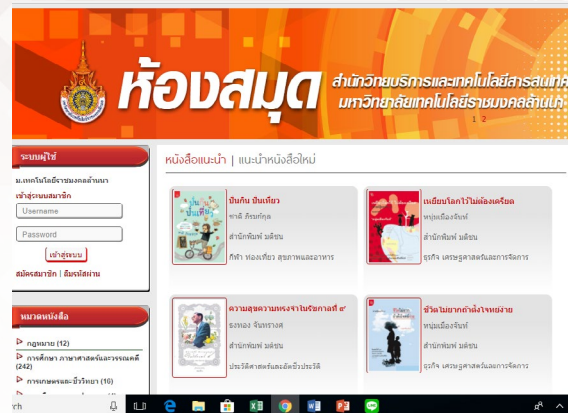 ห้องสมุด
สำนักวิทยบริการและเทคโนโลยีสารสนเทศ
มหาวิทยาลัยเทคโนโลยีราชมงคลล้านนา
1 2
ระบบผู้ใช้
ม.เทคโนโลยีราชมงคลล้านนา
เข้าสู่ระบบสมาชิก
Username
Password
เข้าสู่ระบบ
สมัครสมาชิก | ลืมรหัสผ่าน
หมวดหนังสือ
กฎหมาย (12)
การศึกษา ภาษาศาสตร์และวรรณคดี
(242)
การเกษตรและชีววิทยา (16)
หนังสือแนะนำ | แนะนำหนังสือใหม่
ปันกัน ปั่นเที่ยว
ชาลี
สำนักพิมพ์ มติชน
กีฬา ท่องเที่ยว สุขภาพและอาหาร
เหยียบโลกไว้ไม่ต้องเครียด
หนุ่มเมืองจันท์
สำนักพิมพ์ มติชน
ธุรกิจ เศรษฐศาสตร์และการจัดการ
ความสุขความทรงจำในรัชกาลที่ ๙
ธงทอง จันทรางศุ
สำนักพิมพ์ มติชน
ประวัติศาสตร์และอัตชีวประวัติ
ชีวิตไม่ยากถ้าตั้งโจทย์ง่าย
หนุ่มเมืองจันท์
สำนักพิมพ์ มติชน
ธุรกิจ เศรษฐศาสตร์และการจัดการ
rch